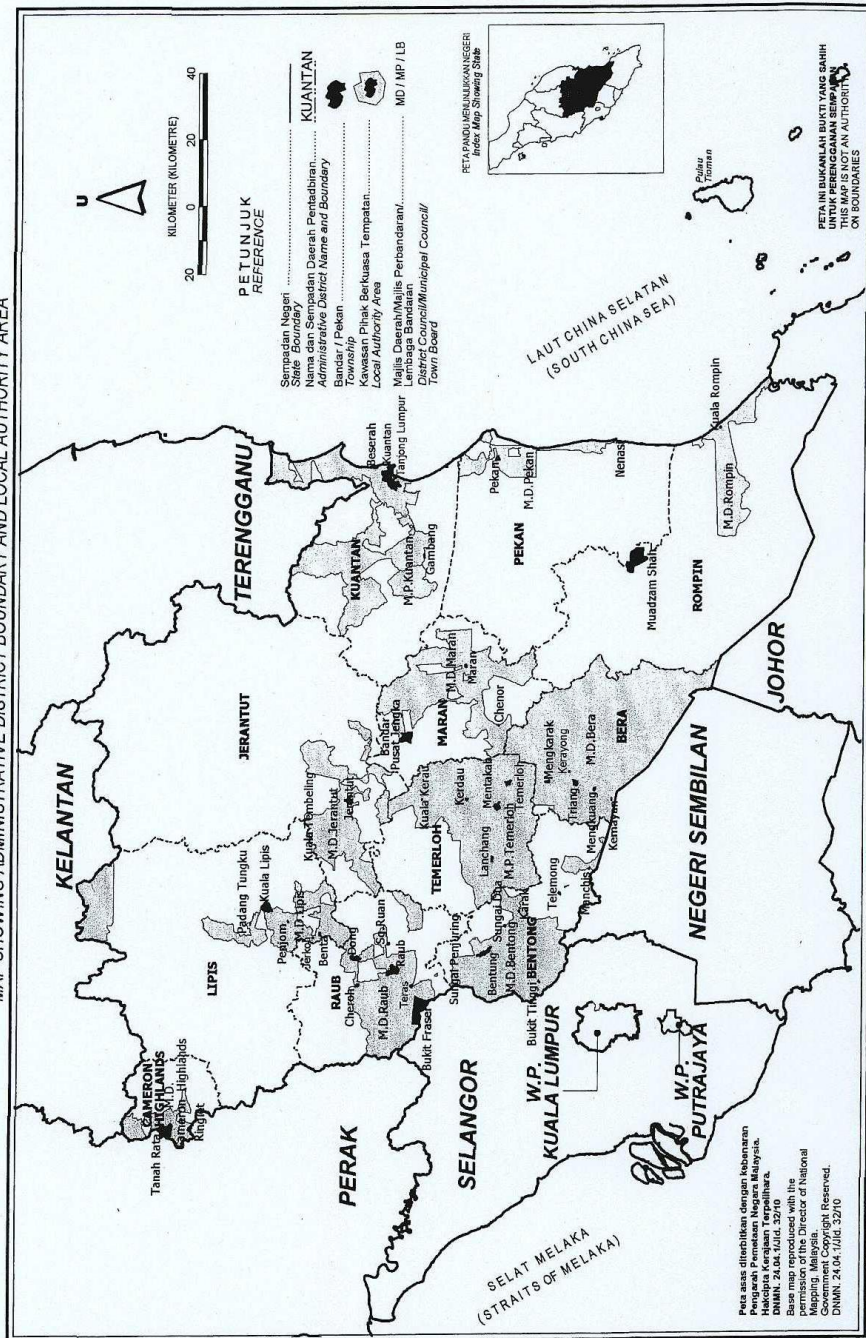 MAP SHOWING ADMINISTRATIVE DISTRICT BOUNDARY AND LOCAL AUTHORITY AREA
U
KILOMETER (KILOMETRE)
20 0 20 40
PETUNJUK
REFERENCE
Sempadan Negeri
State Boundary
Nama dan Sempadan Daerah Pentadbiran
KUANTAN
Administrative District Name and Boundary
Bandar / Pekan
Township
Kawasan Pihak Berkuasa Tempatan
Local Authority Area
Majlis Daerah/Majlis Perbandaran/
MD / MP / LB
Lembaga Bandaran
District Council/Municipal Council/
Town Board
PETA PANDU MENUNJUKKAN NEGERI
Index Map Showing State
KELANTAN
TERENGGANU
PERAK
SELANGOR
W.P.
KUALA LUMPUR
W.P.
PUTRAJAYA
NEGERI SEMBILAN
JOHOR
SELAT MELAKA
(STRAITS OF MELAKA)
LAUT CHINA SELATAN
(SOUTH CHINA SEA)
Pulau
Tioman
CAMERON
HIGHLANDS
Tanah Rata
M.D.
Cameron Highlands
Ringlet
LIPIS
Padang Tungku
Kuala Lipis
Penjom
M.D. Lipis
Jerkoh
Benta
JERANTUT
Kuala Tembeling
M.D. Jerantut
Jerantut
RAUB
Cheroh
Dong
Sg. Ruan
M.D. Raub
Raub
Teras
Bukit Fraser
TEMERLOH
Kuala Kerau
Kerdau
Lanchang
Mentakab
M.P. Temerloh
Temerloh
Sungai Penjuring
Bentung
Sungai Dua
M.D. Bentong
Karak
BENTONG
Bukit Tinggi
Telemong
Manchis
MARAN
Bandar
Pusat Jengka
M.D. Maran
Maran
Chenor
BERA
Mengkarak
Kerayong
Triang
M.D. Bera
Mengkuang
Kemayan
KUANTAN
M.P. Kuantan
Gambang
Beserah
Kuantan
Tanjong Lumpur
PEKAN
Pekan
M.D. Pekan
Nenasi
ROMPIN
Muadzam Shah
M.D. Rompin
Kuala Rompin
Peta asas diterbitkan dengan kebenaran
Pengarah Pemetaan Negara Malaysia.
Hakcipta Kerajaan Terpelihara.
DNMN. 24.04.1/Jld. 32/10
Base map reproduced with the
permission of the Director of National
Mapping, Malaysia.
Government Copyright Reserved.
DNMN. 24.04.1/Jld. 32/10
PETA INI BUKANLAH BUKTI YANG SAHIH
UNTUK PERENGGANAN SEMPADAN
THIS MAP IS NOT AN AUTHORITY
ON BOUNDARIES